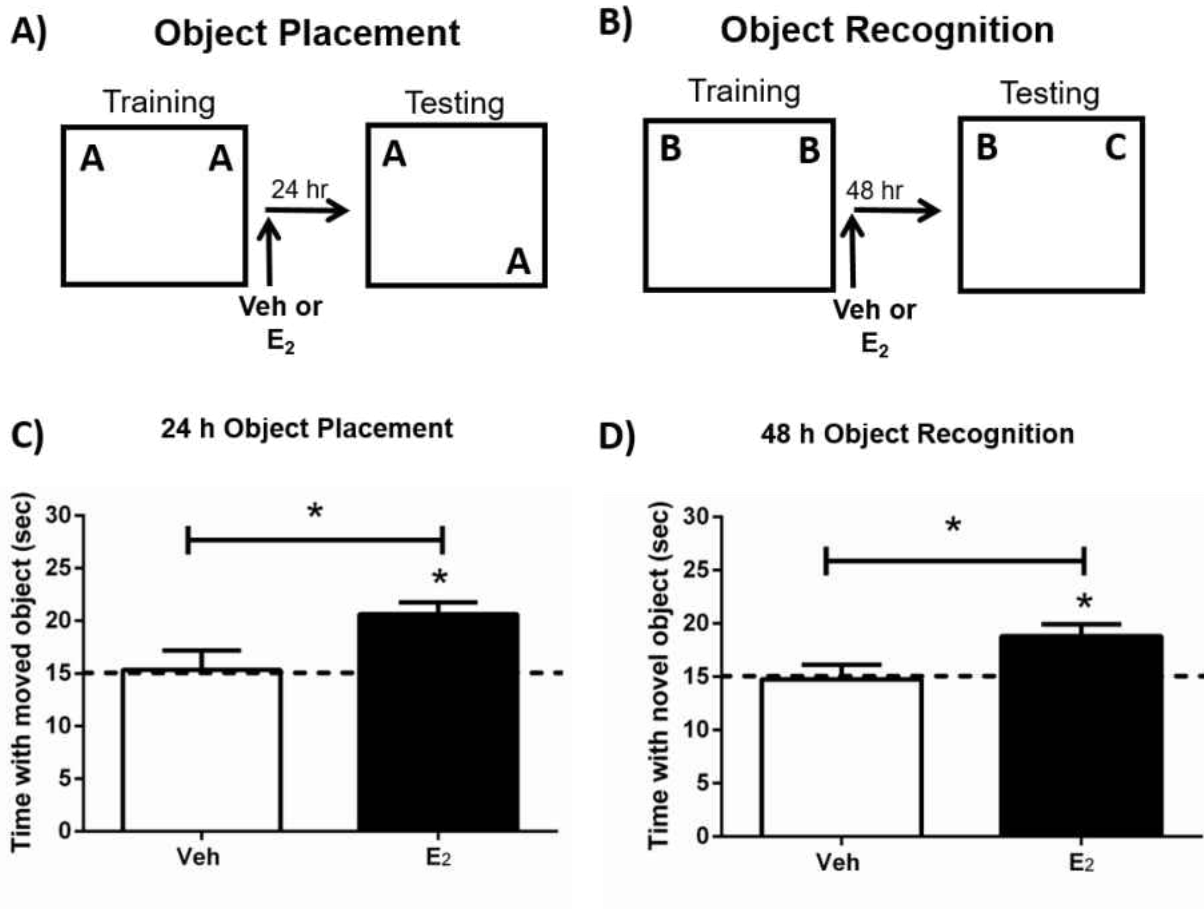 A)
Object Placement
Training
Testing
A A
A
24 hr
A
Veh or
E₂
B)
Object Recognition
Training
Testing
B B
B C
48 hr
Veh or
E₂
C)
24 h Object Placement
Time with moved object (sec)
30
25
20
15
10
5
0
*
*
Veh E2
D)
48 h Object Recognition
Time with novel object (sec)
30
25
20
15
10
5
0
*
*
Veh E2